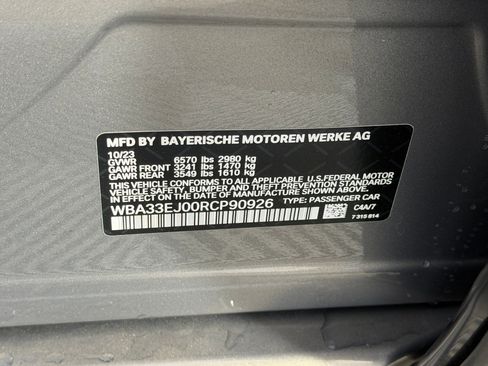 MFD BY BAYERISCHE MOTOREN WERKE AG
10/23
GVWR 6570 lbs 2980 kg
GAWR FRONT 3241 lbs 1470 kg
GAWR REAR 3549 lbs 1610 kg
THIS VEHICLE CONFORMS TO ALL APPLICABLE U.S.FEDERAL MOTOR
VEHICLE SAFETY, BUMPER, AND THEFT PREVENTION STANDARDS IN
EFFECT ON THE DATE OF MANUFACTURE SHOWN ABOVE.
WBA33EJ00RCP90926 TYPE: PASSENGER CAR
C4A/7
7 315 814